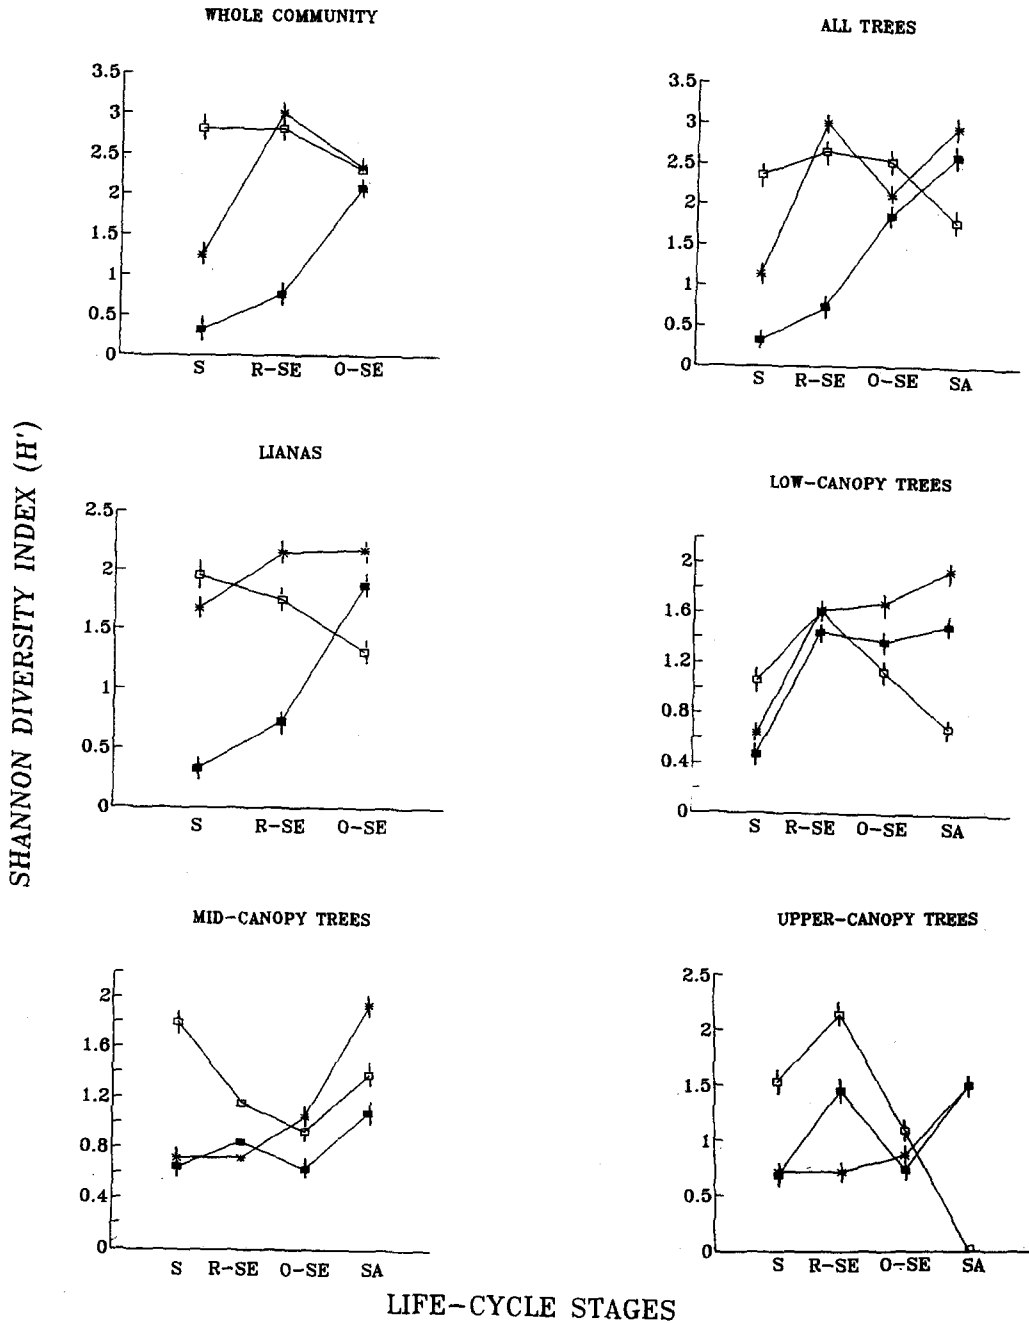 WHOLE COMMUNITY
3.5
3
2.5
2
1.5
1
0.5
0
S R-SE O-SE
ALL TREES
3.5
3
2.5
2
1.5
1
0.5
0
S R-SE O-SE SA
SHANNON DIVERSITY INDEX (H')
LIANAS
2.5
2
1.5
1
0.5
0
S R-SE O-SE
LOW-CANOPY TREES
2
1.6
1.2
0.8
0.4
0
S R-SE O-SE SA
MID-CANOPY TREES
2
1.6
1.2
0.8
0.4
0
S R-SE O-SE SA
UPPER-CANOPY TREES
2.5
2
1.5
1
0.5
0
S R-SE O-SE SA
LIFE-CYCLE STAGES